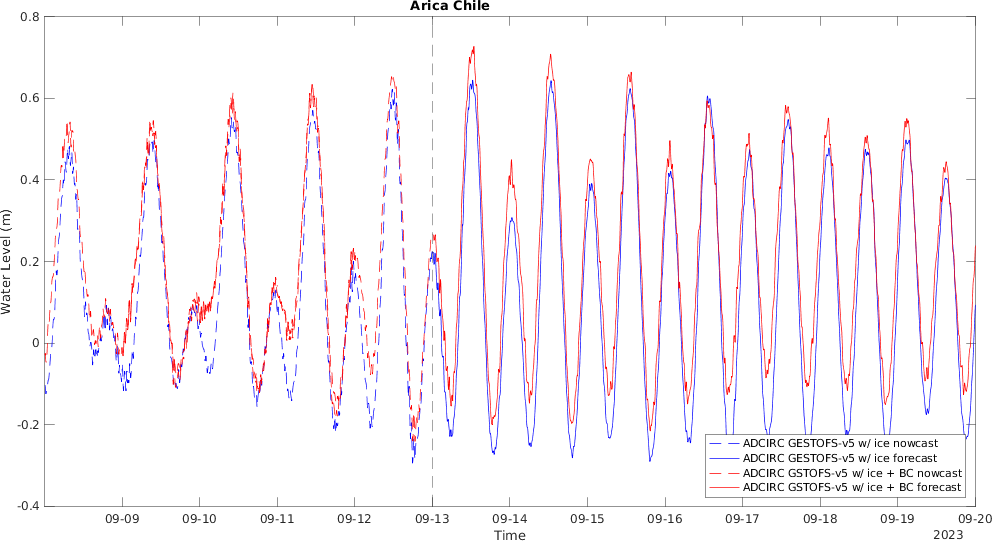 Arica Chile
Water Level (m)
0.8
0.6
0.4
0.2
0
-0.2
-0.4
ADCIRC GESTOFS-v5 w/ ice nowcast
ADCIRC GESTOFS-v5 w/ ice forecast
ADCIRC GSTOFS-v5 w/ ice + BC nowcast
ADCIRC GSTOFS-v5 w/ ice + BC forecast
09-09 09-10 09-11 09-12 09-13 09-14 09-15 09-16 09-17 09-18 09-19 09-20
Time
2023